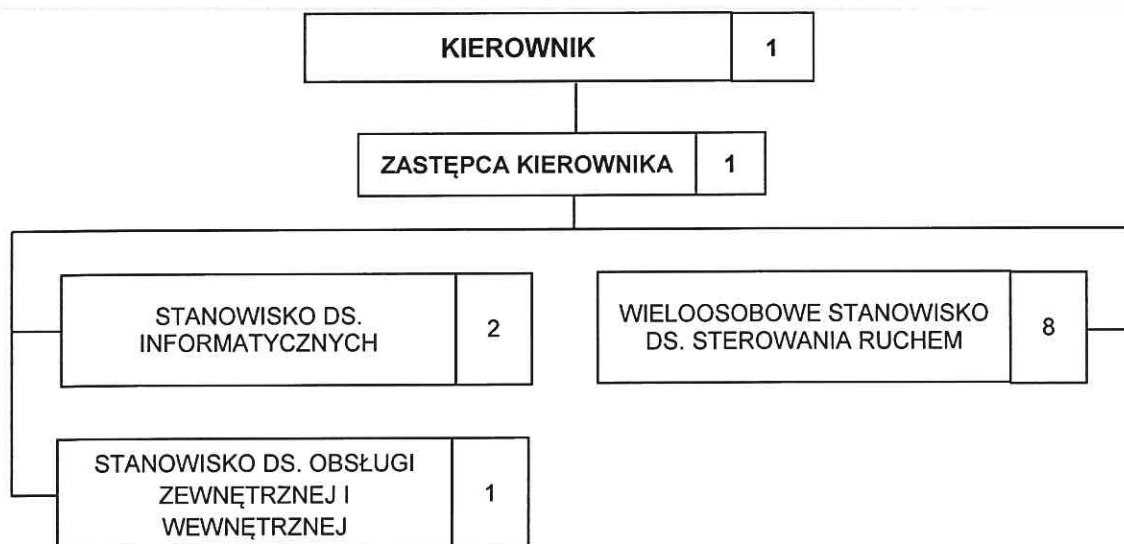 KIEROWNIK 1
ZASTĘPCA KIEROWNIKA 1
STANOWISKO DS.
INFORMATYCZNYCH
2
WIELOOSOBOWE STANOWISKO
DS. STEROWANIA RUCHEM
8
STANOWISKO DS. OBSŁUGI
ZEWNĘTRZNEJ I
WEWNĘTRZNEJ
1